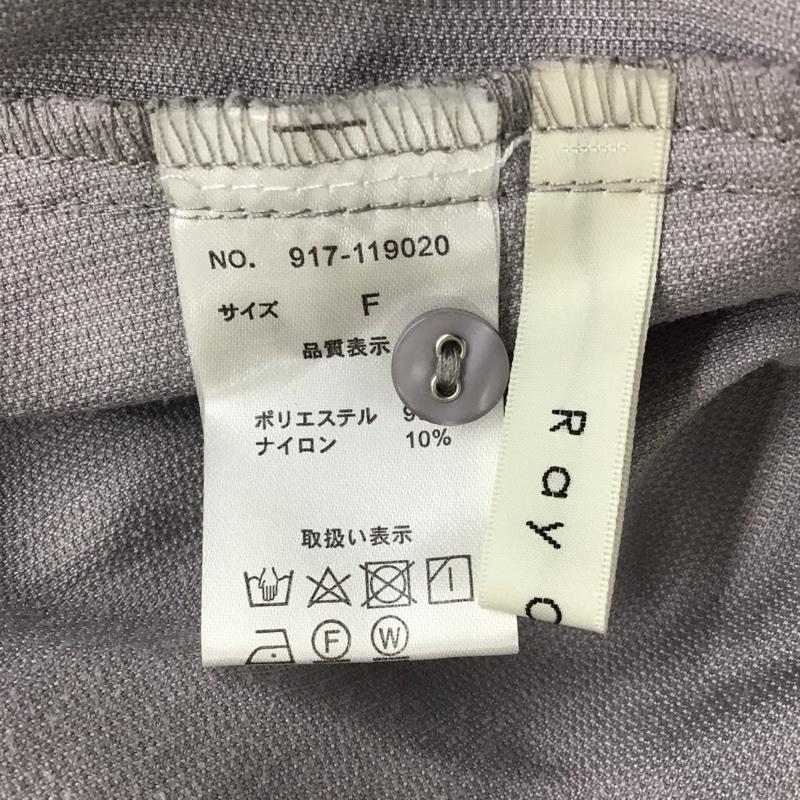 NO. 917-119020
サイズ F
品質表示
ポリエステル
ナイロン 10%
取扱い表示
F W
Ray